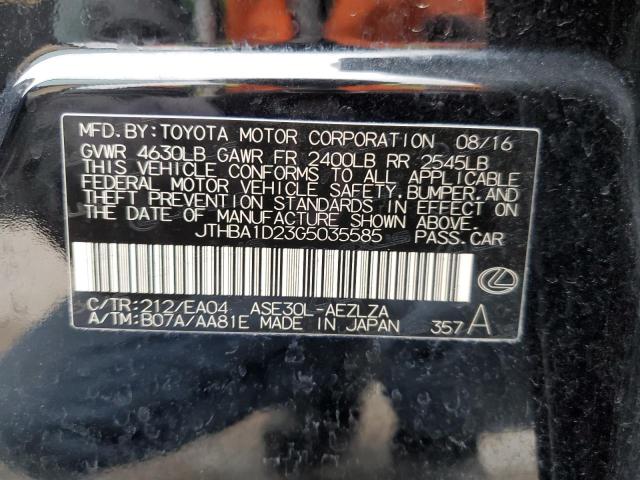 MFD. BY: TOYOTA MOTOR CORPORATION 08/16
GVWR 4630LB GAWR FR 2400LB RR 2545LB
THIS VEHICLE CONFORMS TO ALL APPLICABLE
FEDERAL MOTOR VEHICLE SAFETY, BUMPER, AND
THEFT PREVENTION STANDARDS IN EFFECT ON THE
DATE OF MANUFACTURE SHOWN ABOVE.
JTHBA1D23G5035585 PASS. CAR
C/TR: 212/EA04 ASE30L-AEZLZA
A/TM: B07A/AA81E MADE IN JAPAN 357 A